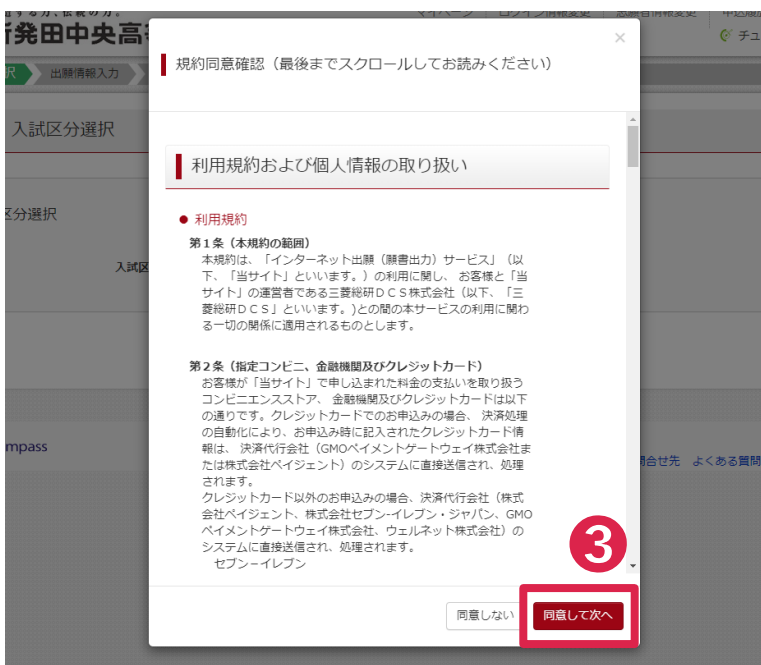 マイページ ログイン情報変更 志願者情報変更
新発田中央高
チュ
×
規約同意確認（最後までスクロールしてお読みください）
択 出願情報入力
入試区分選択
利用規約および個人情報の取り扱い
区分選択
● 利用規約
第１条（本規約の範囲）
本規約は、「インターネット出願（願書出力）サービス」（以
入試区
下、「当サイト」といいます。）の利用に関し、 お客様と「当
サイト」の運営者である三菱総研ＤＣＳ株式会社（以下、「三
菱総研ＤＣＳ」といいます。)との間の本サービスの利用に関わ
る一切の関係に適用されるものとします。
第２条（指定コンビニ、金融機関及びクレジットカード）
お客様が「当サイト」で申し込まれた料金の支払いを取り扱う
コンビニエンスストア、 金融機関及びクレジットカードは以下
の通りです。クレジットカードでのお申込みの場合、 決済処理
の自動化により、お申込み時に記入されたクレジットカード情
報は、 決済代行会社（GMOペイメントゲートウェイ株式会社ま
たは株式会社ペイジェント）のシステムに直接送信され、処理
されます。
クレジットカード以外のお申込みの場合、決済代行会社（株式
会社ペイジェント、株式会社セブン-イレブン・ジャパン、GMO
ペイメントゲートウェイ株式会社、ウェルネット株式会社）の
システムに直接送信され、処理されます。
セブン－イレブン
mpass
問合せ先 よくある質問
3
同意しない 同意して次へ